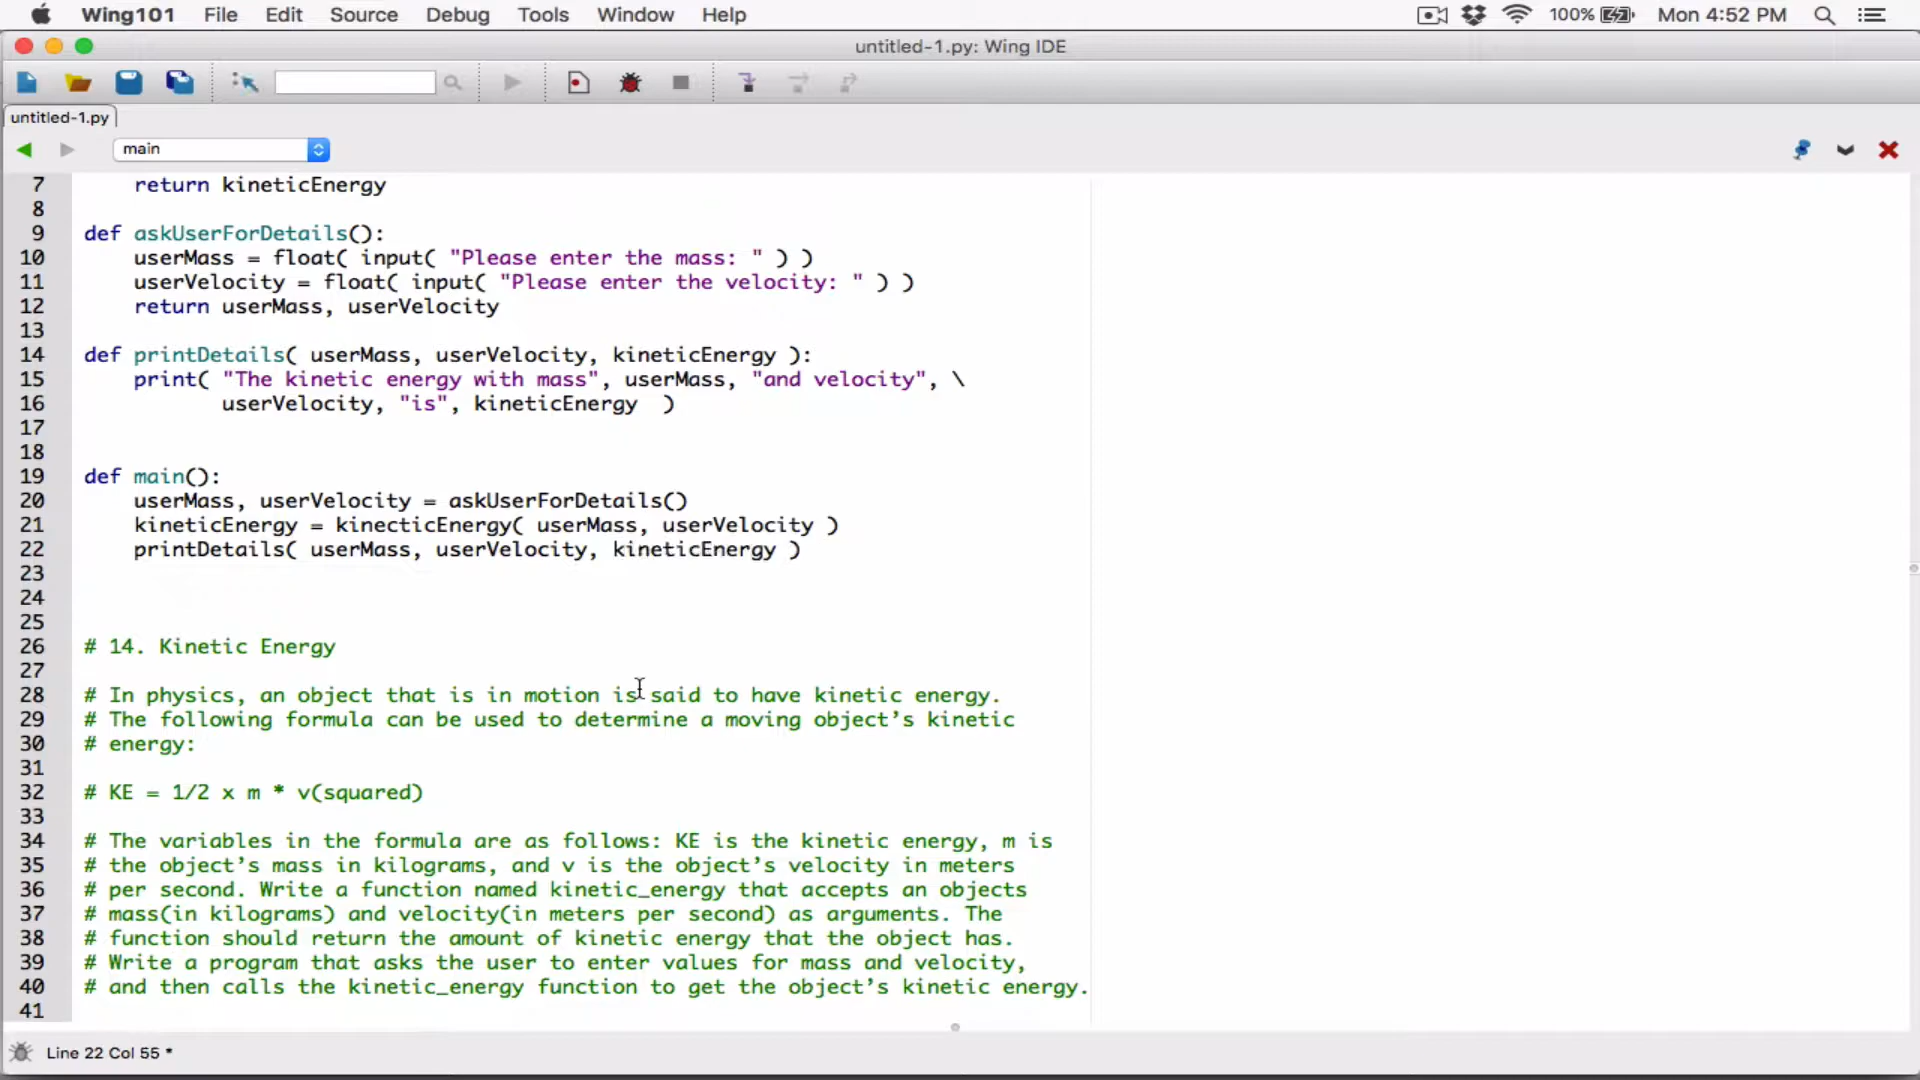 Wing101 File Edit Source Debug Tools Window Help 100% Mon 4:52 PM
untitled-1.py: Wing IDE
untitled-1.py
main
7 return kineticEnergy
8
9 def askUserForDetails():
10 userMass = float( input( "Please enter the mass: " ) )
11 userVelocity = float( input( "Please enter the velocity: " ) )
12 return userMass, userVelocity
13
14 def printDetails( userMass, userVelocity, kineticEnergy ):
15 print( "The kinetic energy with mass", userMass, "and velocity", \
16 userVelocity, "is", kineticEnergy )
17
18
19 def main():
20 userMass, userVelocity = askUserForDetails()
21 kineticEnergy = kinecticEnergy( userMass, userVelocity )
22 printDetails( userMass, userVelocity, kineticEnergy )
23
24
25
26 # 14. Kinetic Energy
27
28 # In physics, an object that is in motion is said to have kinetic energy.
29 # The following formula can be used to determine a moving object’s kinetic
30 # energy:
31
32 # KE = 1/2 x m * v(squared)
33
34 # The variables in the formula are as follows: KE is the kinetic energy, m is
35 # the object’s mass in kilograms, and v is the object’s velocity in meters
36 # per second. Write a function named kinetic_energy that accepts an objects
37 # mass(in kilograms) and velocity(in meters per second) as arguments. The
38 # function should return the amount of kinetic energy that the object has.
39 # Write a program that asks the user to enter values for mass and velocity,
40 # and then calls the kinetic_energy function to get the object’s kinetic energy.
41
Line 22 Col 55 *